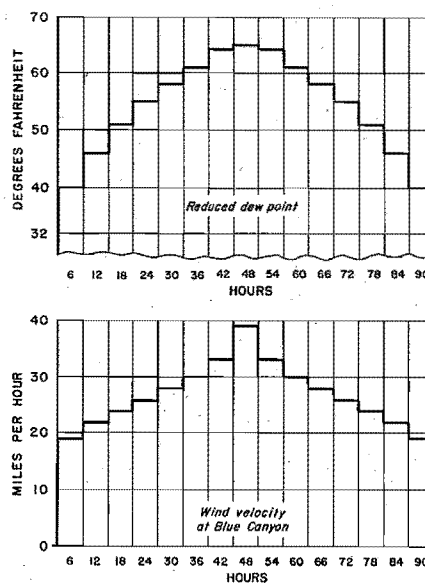 70
60
50
40
32
DEGREES FAHRENHEIT
Reduced dew point
6 12 18 24 30 36 42 48 60 66 72 78 84 90
HOURS
40
30
20
10
0
MILES PER HOUR
Wind velocity
at Blue Canyon
6 12 18 24 30 36 42 48 54 60 66 72 78 84 90
HOURS